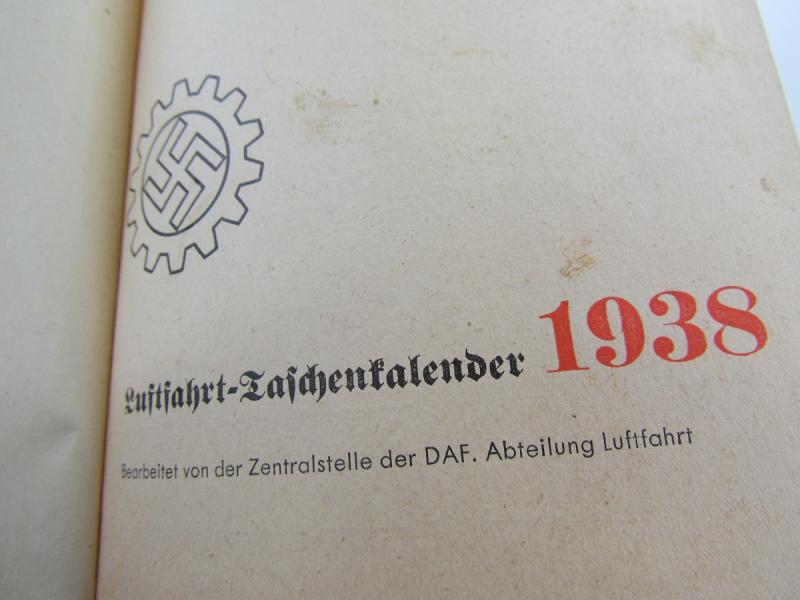 Luftfahrt-Taschenkalender 1938
Bearbeitet von der Zentralstelle der DAF. Abteilung Luftfahrt